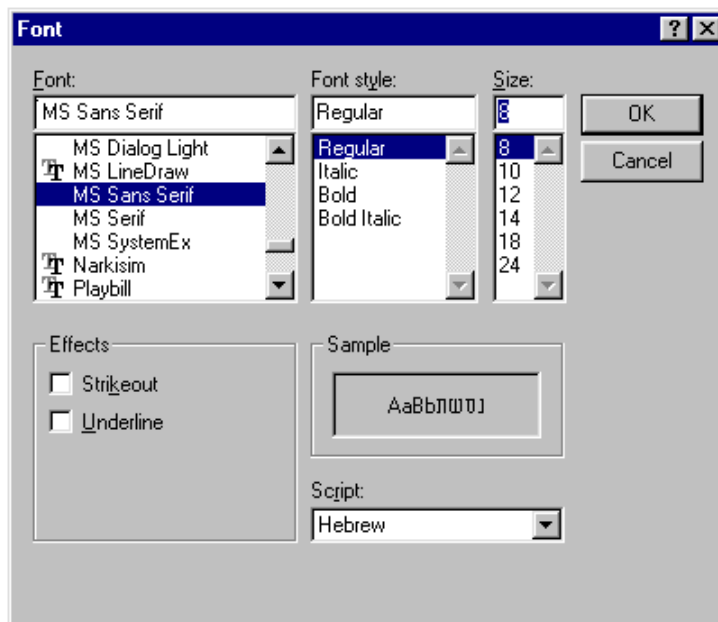 Font
Font:
MS Sans Serif
MS Dialog Light
MS LineDraw
MS Sans Serif
MS Serif
MS SystemEx
Narkisim
Playbill
Font style:
Regular
Regular
Italic
Bold
Bold Italic
Size:
8
8
10
12
14
18
24
OK
Cancel
Effects
Strikeout
Underline
Sample
AaBbנשטת
Script:
Hebrew